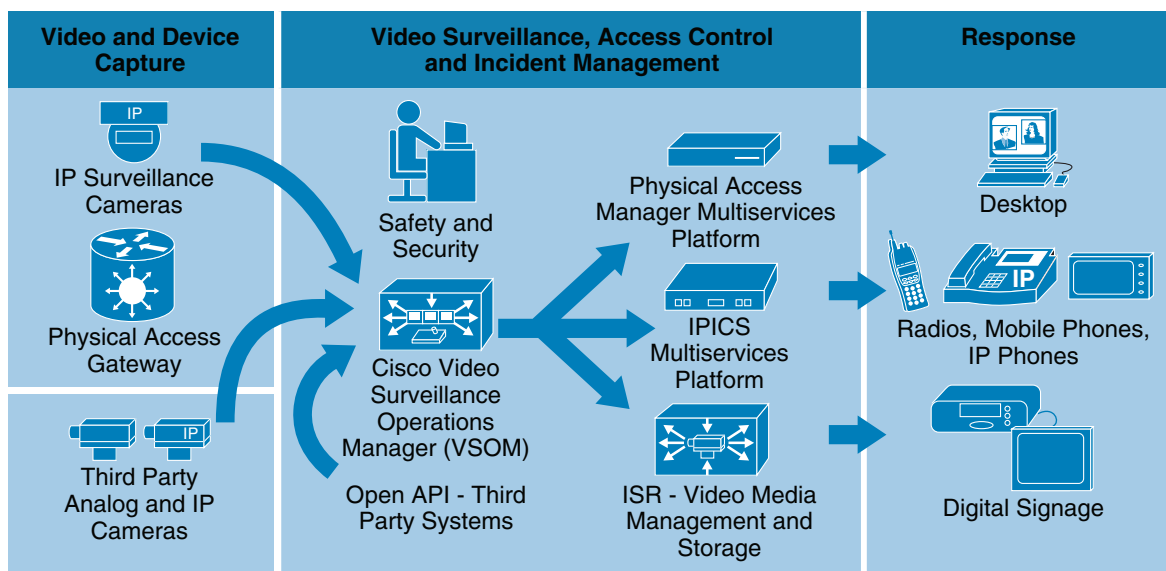 Video and Device
Capture
Video Surveillance, Access Control
and Incident Management
Response
IP
IP Surveillance
Cameras
Physical Access
Gateway
IP
Third Party
Analog and IP
Cameras
Safety and
Security
Cisco Video
Surveillance
Operations
Manager (VSOM)
Open API - Third
Party Systems
Physical Access
Manager Multiservices
Platform
IPICS
Multiservices
Platform
ISR - Video Media
Management and
Storage
Desktop
IP
Radios, Mobile Phones,
IP Phones
Digital Signage